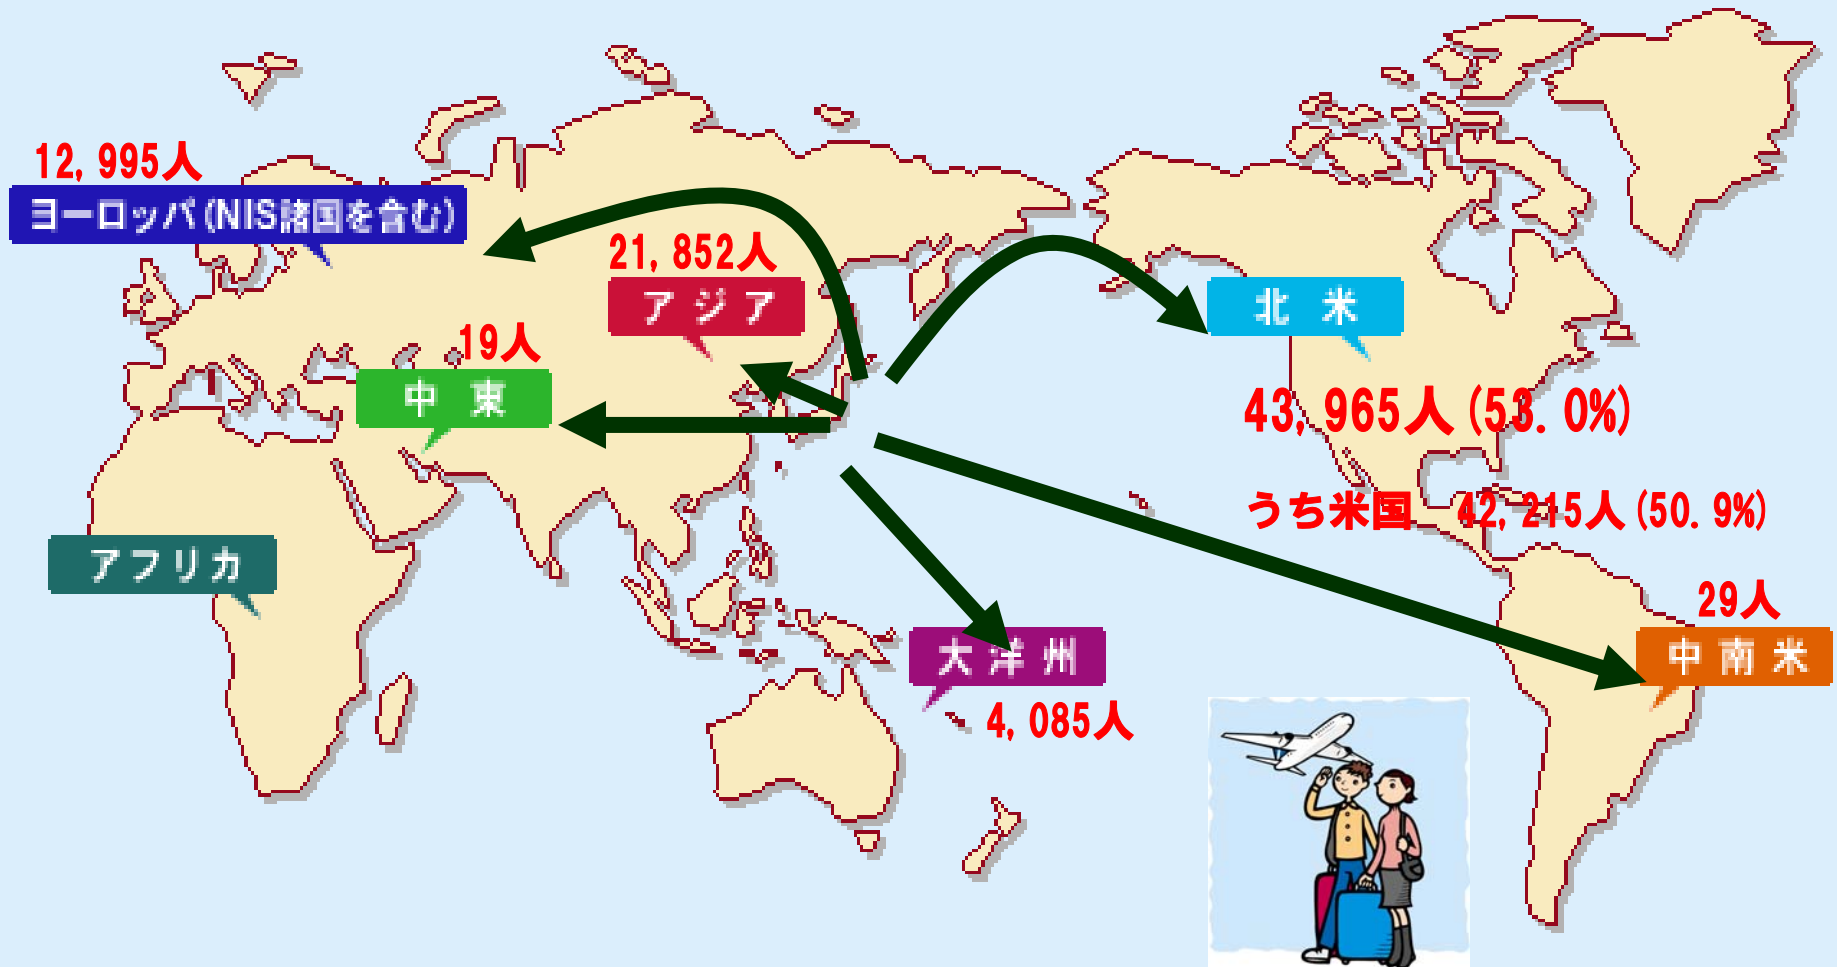 12,995人
ヨーロッパ(NIS諸国を含む)
21,852人
アジア
19人
中東
北米
43,965人(53.0%)
うち米国 42,215人(50.9%)
アフリカ
29人
中南米
大洋州
4,085人